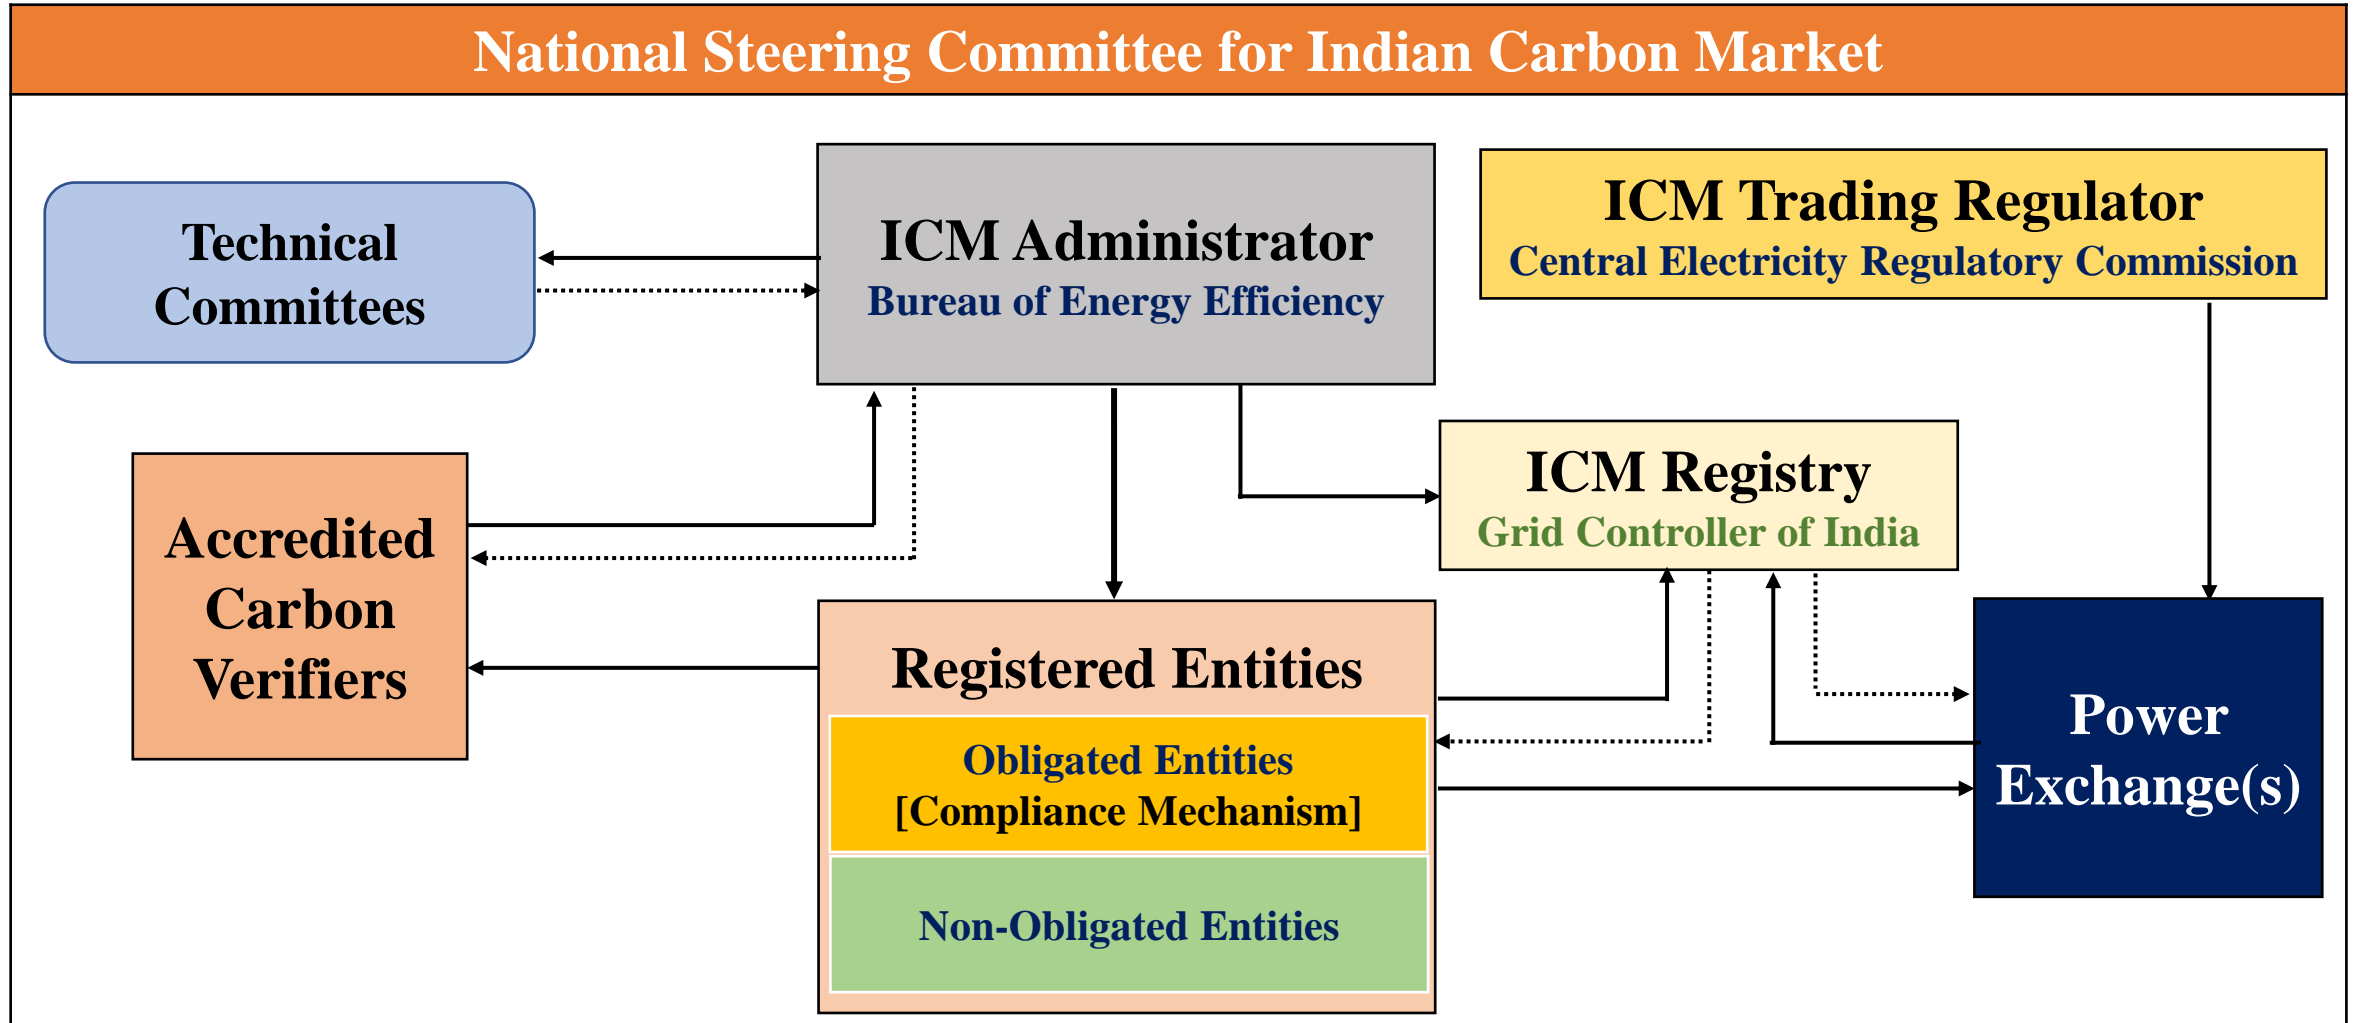 National Steering Committee for Indian Carbon Market
Technical
Committees
ICM Administrator
Bureau of Energy Efficiency
ICM Trading Regulator
Central Electricity Regulatory Commission
Accredited
Carbon
Verifiers
ICM Registry
Grid Controller of India
Registered Entities
Obligated Entities
[Compliance Mechanism]
Non-Obligated Entities
Power
Exchange(s)